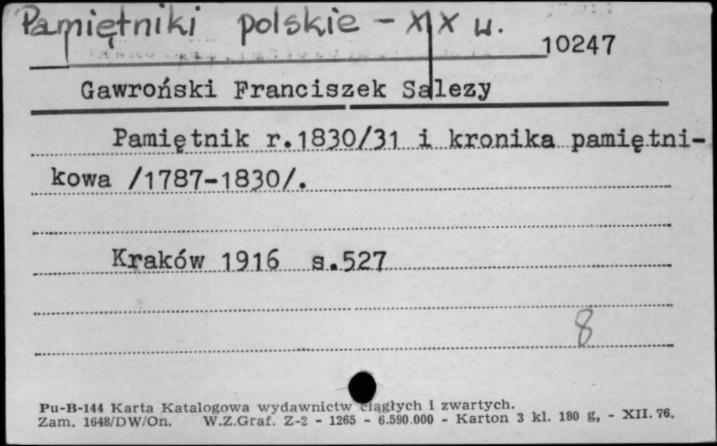 Pamiętniki polskie - XIX w.
10247
Gawroński Franciszek Salezy
Pamiętnik r.1830/31 i kronika pamiętni-
kowa /1787-1830/.
Kraków 1916 s.527
8
Pu-B-144 Karta Katalogowa wydawnictw ciągłych i zwartych.
Zam. 1648/DW/On. W.Z.Graf. Z-2 - 1265 - 6.590.000 - Karton 3 kl. 180 g, - XII. 76.